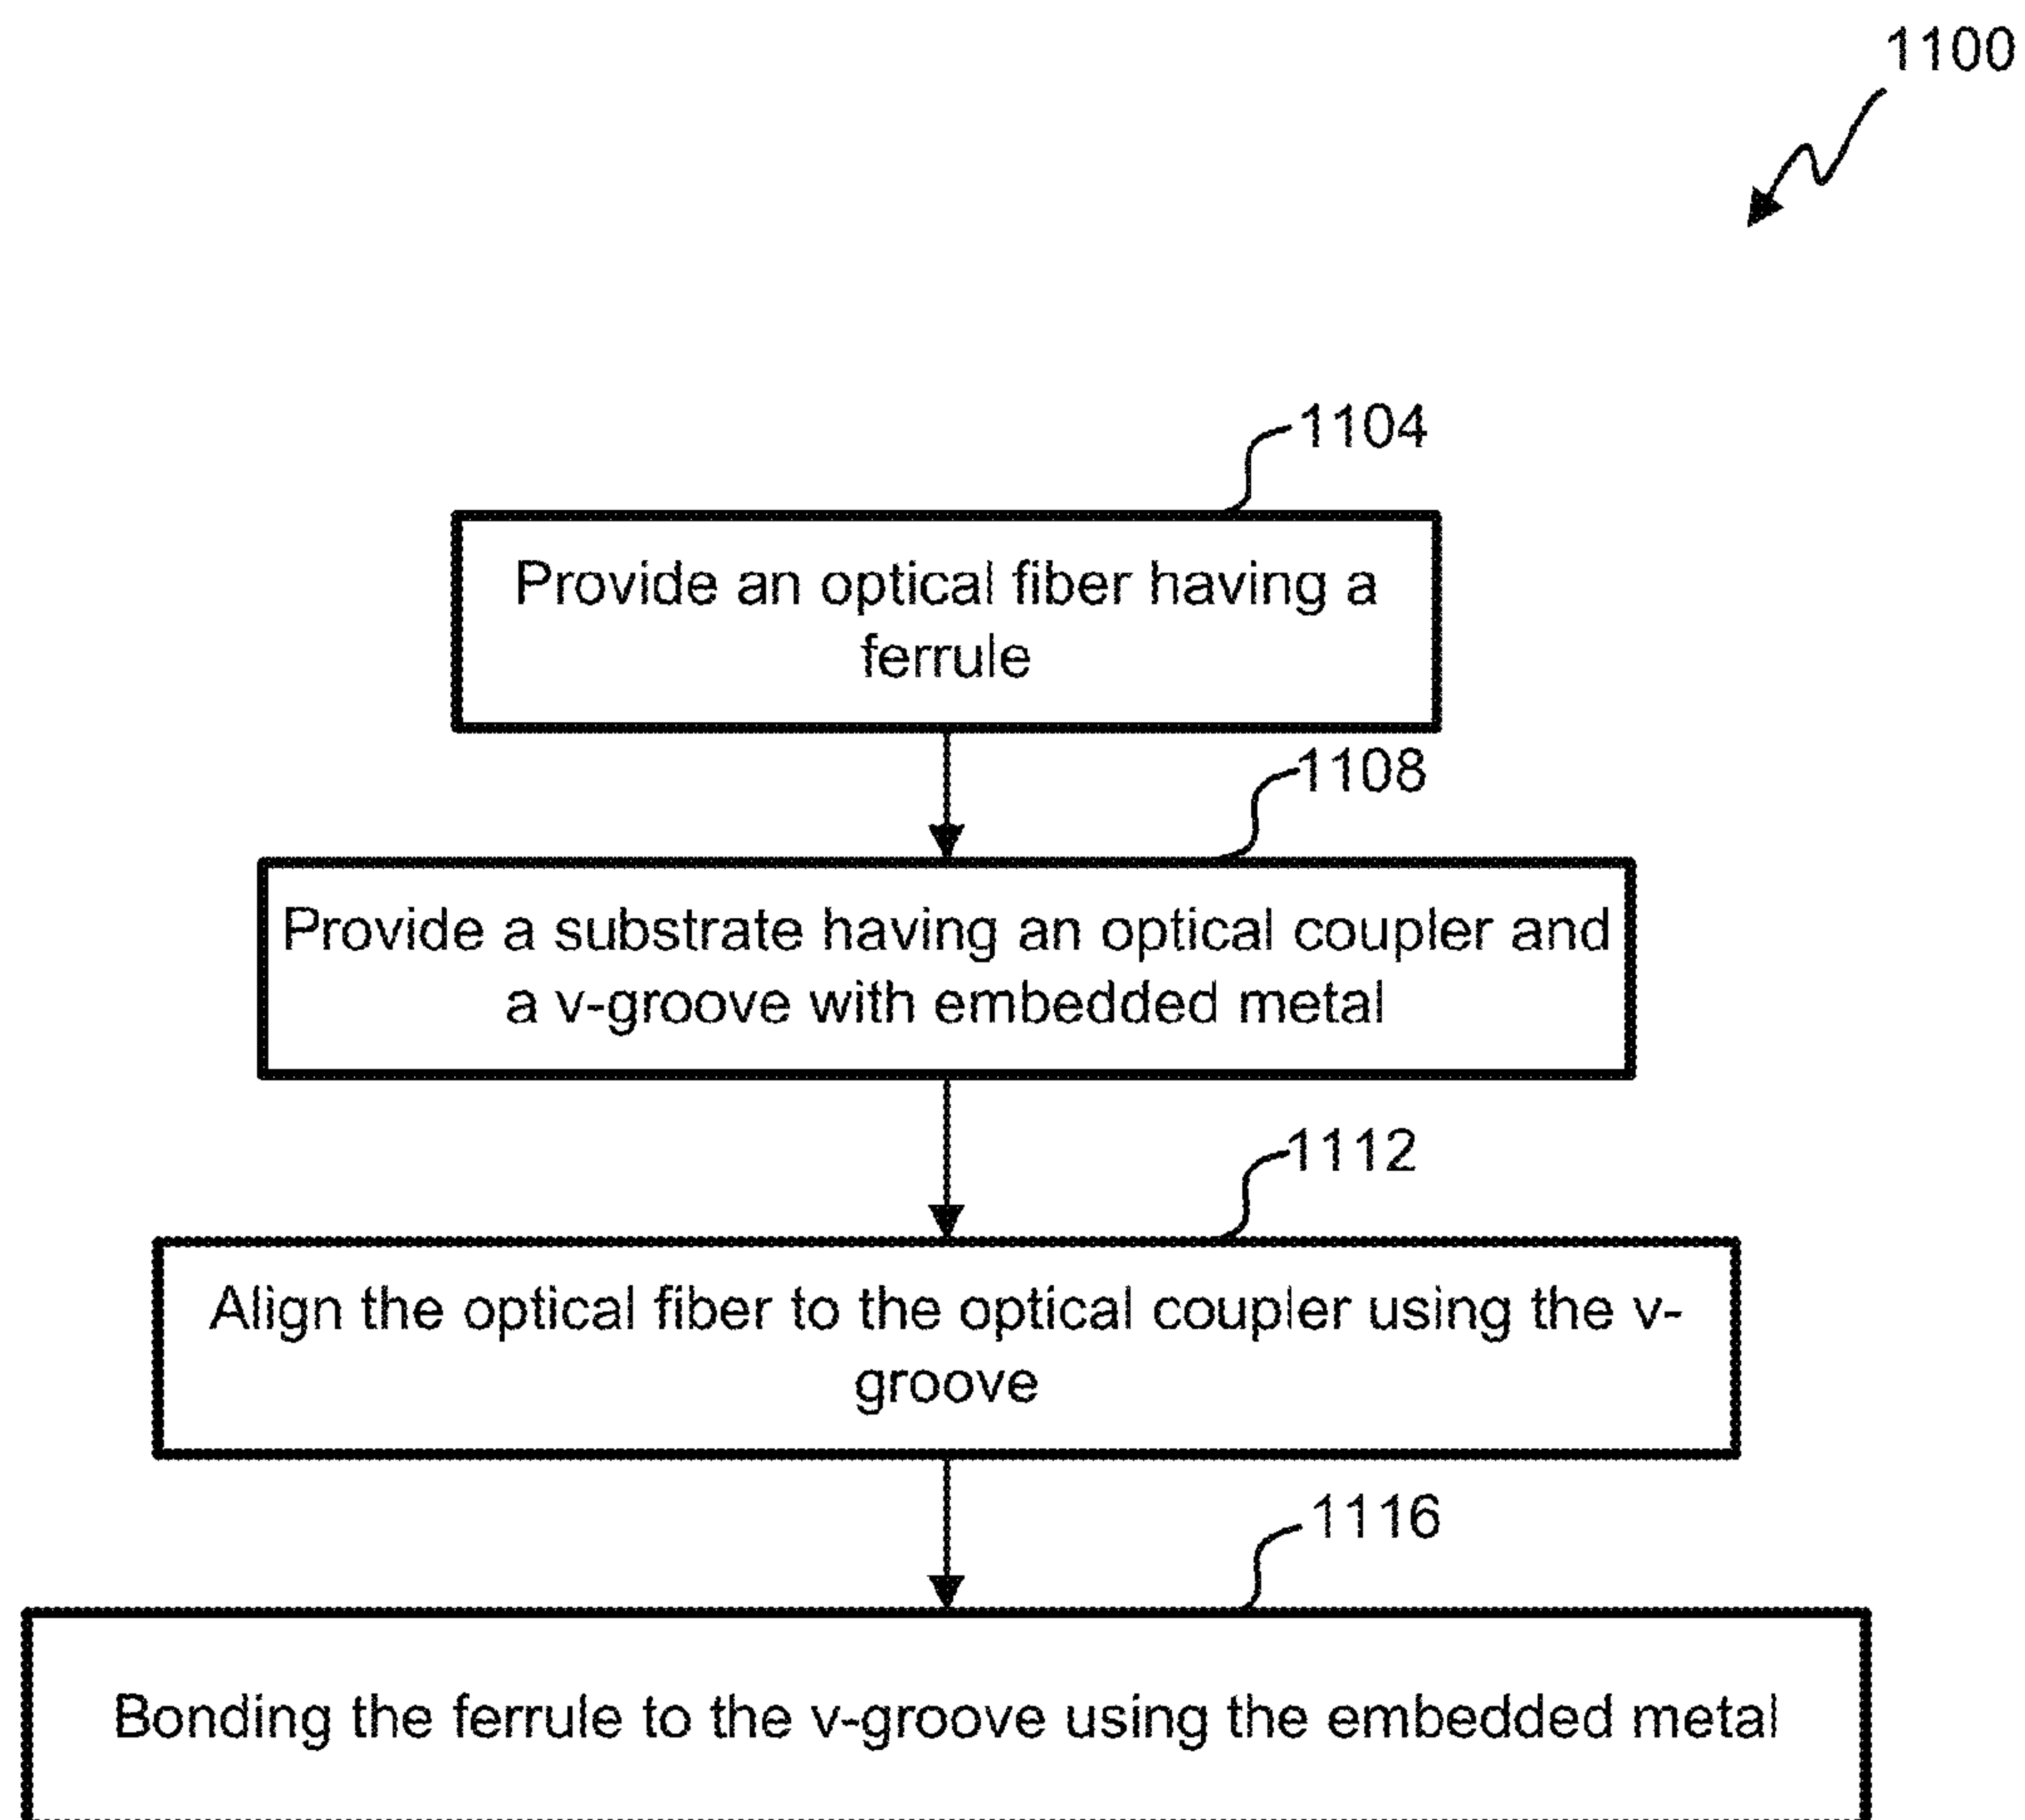 1100
1104
Provide an optical fiber having a
ferrule
1108
Provide a substrate having an optical coupler and
a v-groove with embedded metal
1112
Align the optical fiber to the optical coupler using the v-
groove
1116
Bonding the ferrule to the v-groove using the embedded metal